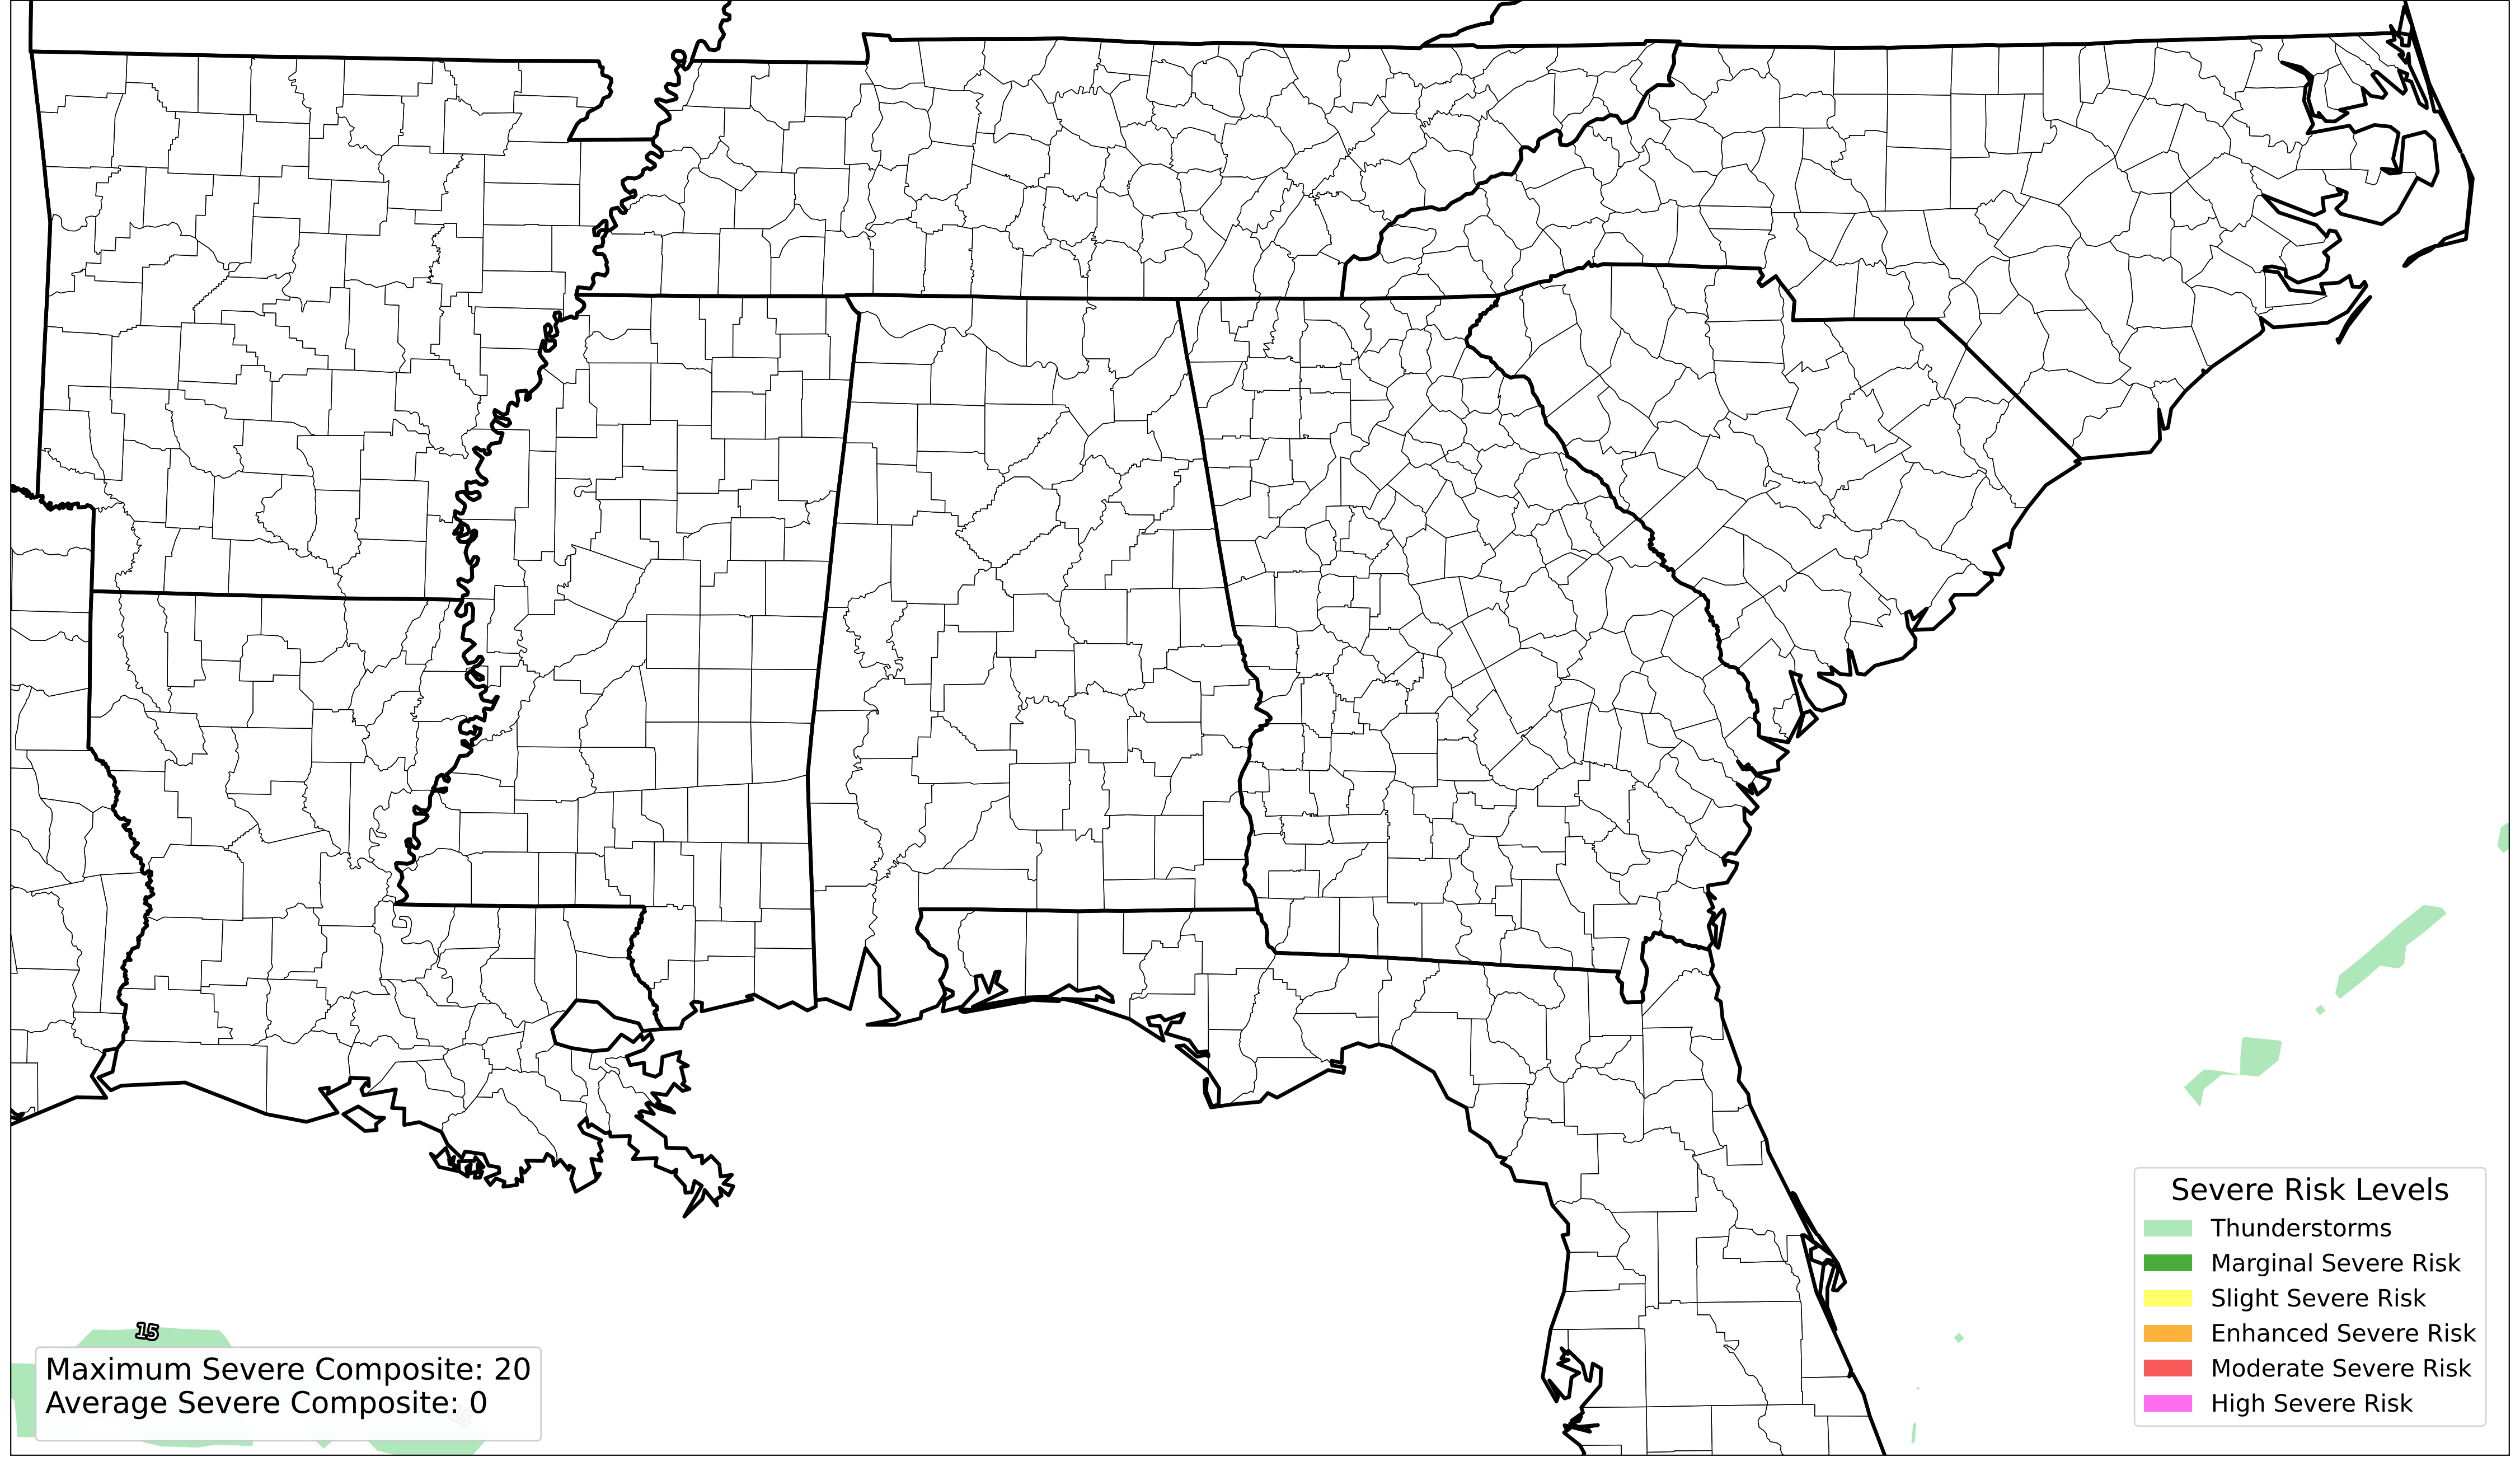 15
Maximum Severe Composite: 20
Average Severe Composite: 0
Severe Risk Levels
Thunderstorms
Marginal Severe Risk
Slight Severe Risk
Enhanced Severe Risk
Moderate Severe Risk
High Severe Risk